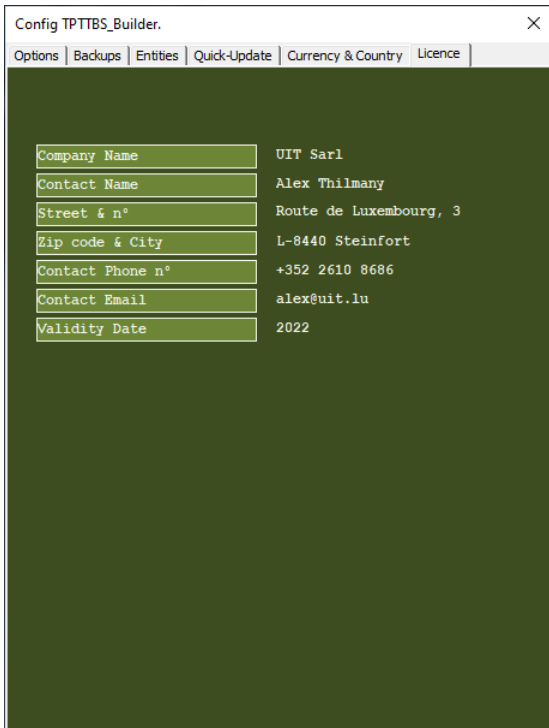 Config TPTTBS_Builder.
Options Backups Entities Quick-Update Currency & Country Licence
Company Name UIT Sarl
Contact Name Alex Thilmany
Street & n° Route de Luxembourg, 3
Zip code & City L-8440 Steinfort
Contact Phone n° +352 2610 8686
Contact Email alex@uit.lu
Validity Date 2022